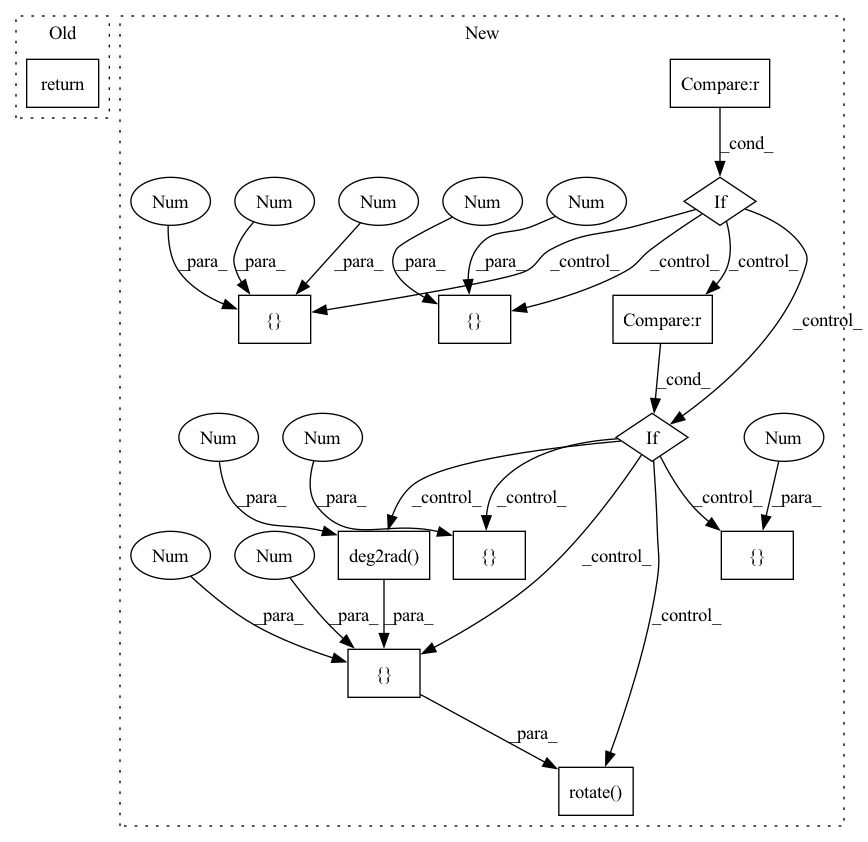 Old
New
return
Compare:r
_cond_
Num
Num
Num
Num
Num
If
_para_
_para_
_para_
_para_
_para_
_control_
_control_
_control_
{}
{}
Compare:r
_control_
_cond_
Num
Num
If
Num
_para_
_para_
_control_
_control_
_control_
_para_
Num
Num
deg2rad()
{}
{}
_control_
_para_
_para_
_para_
_control_
{}
_para_
rotate()